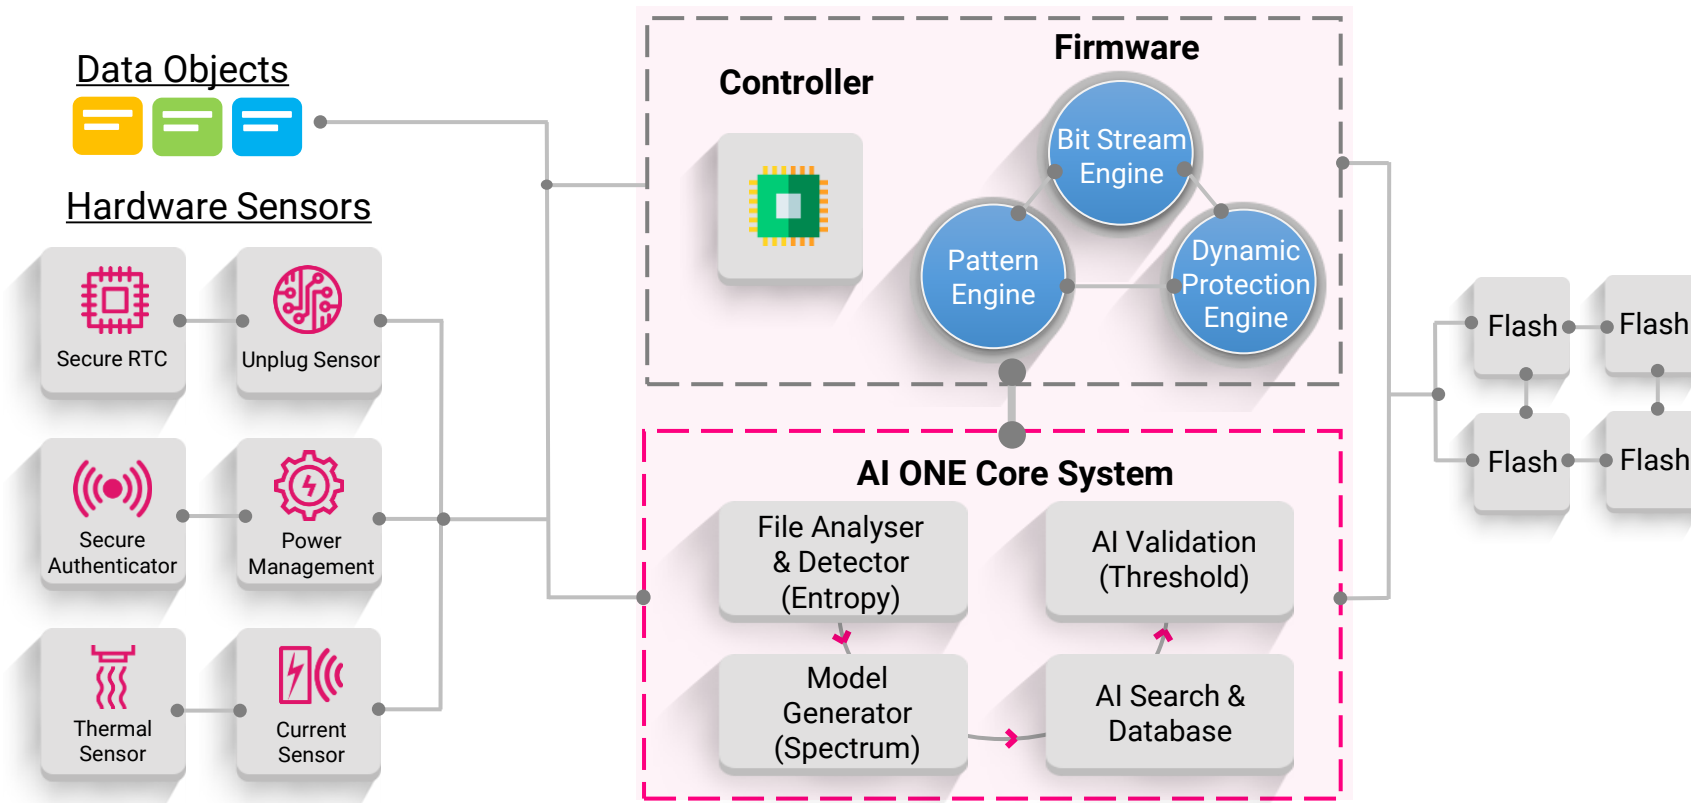 Data Objects
Hardware Sensors
Secure RTC
Unplug Sensor
Secure
Authenticator
Power
Management
Thermal
Sensor
Current
Sensor
Controller
Firmware
Bit Stream
Engine
Pattern
Engine
Dynamic
Protection
Engine
AI ONE Core System
File Analyser
& Detector
(Entropy)
AI Validation
(Threshold)
Model
Generator
(Spectrum)
AI Search &
Database
Flash
Flash
Flash
Flash